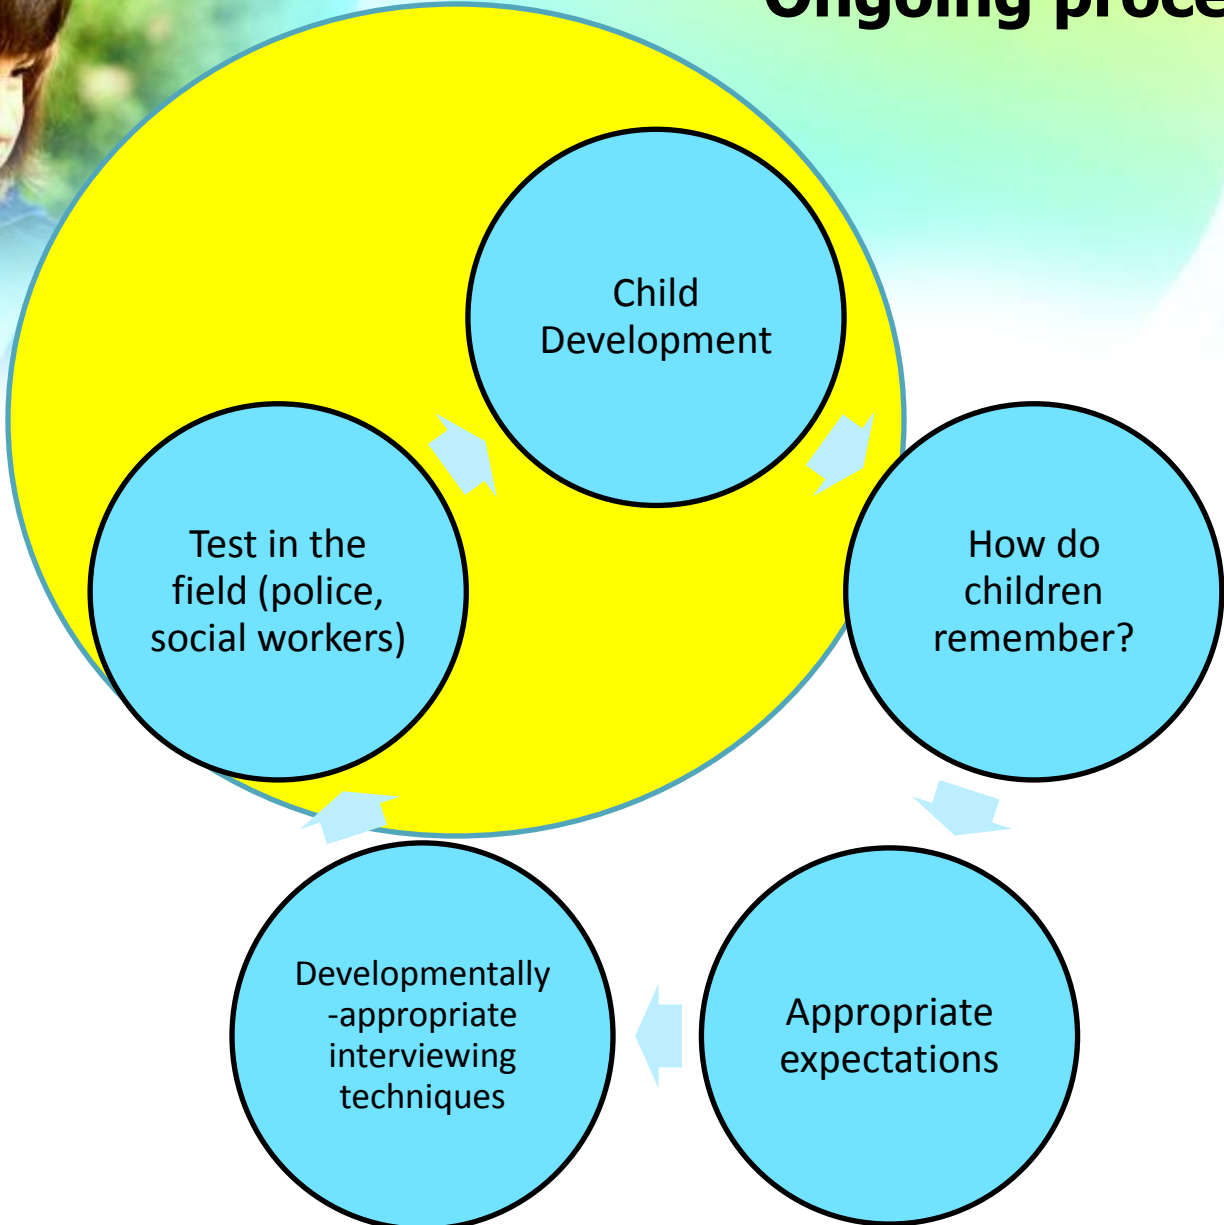 Ongoing
Child
Development
Test in the
field (police,
social workers)
How do
children
remember?
Developmentally
-appropriate
interviewing
techniques
Appropriate
expectations